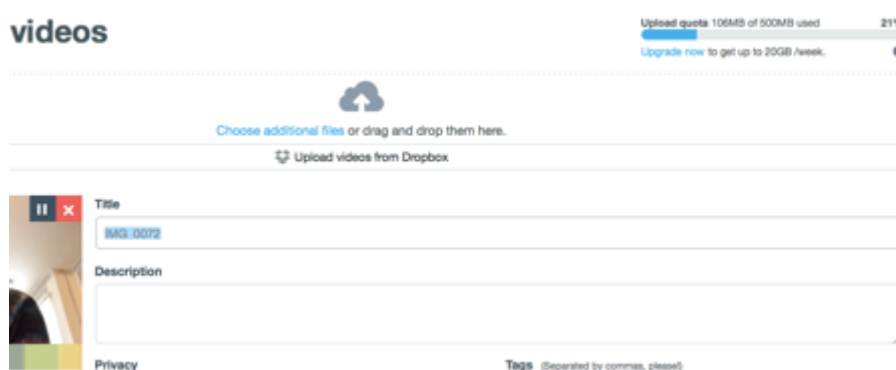 videos
Upload quota 106MB of 500MB used 21%
Upgrade now to get up to 20GB /week.
Choose additional files or drag and drop them here.
Upload videos from Dropbox
Title
IMG_0072
Description
Privacy
Tags (Separated by commas, please!)